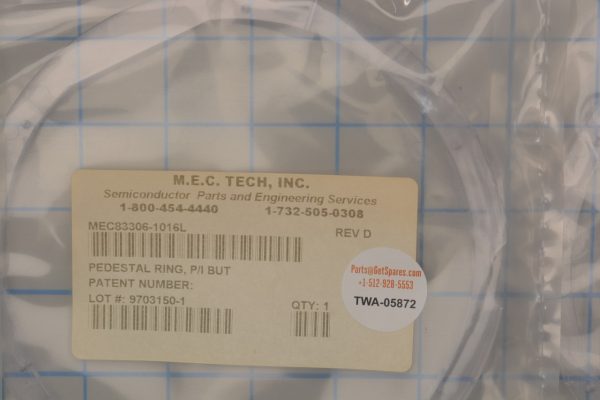 M.E.C. TECH, INC.
Semiconductor Parts and Engineering Services
1-800-454-4440 1-732-505-0308
MEC83306-1016L
REV D
PEDESTAL RING, P/I BUT
PATENT NUMBER:
LOT #: 9703150-1
QTY: 1
Parts@GetSpares.com
+1-512-928-5553
TWA-05872